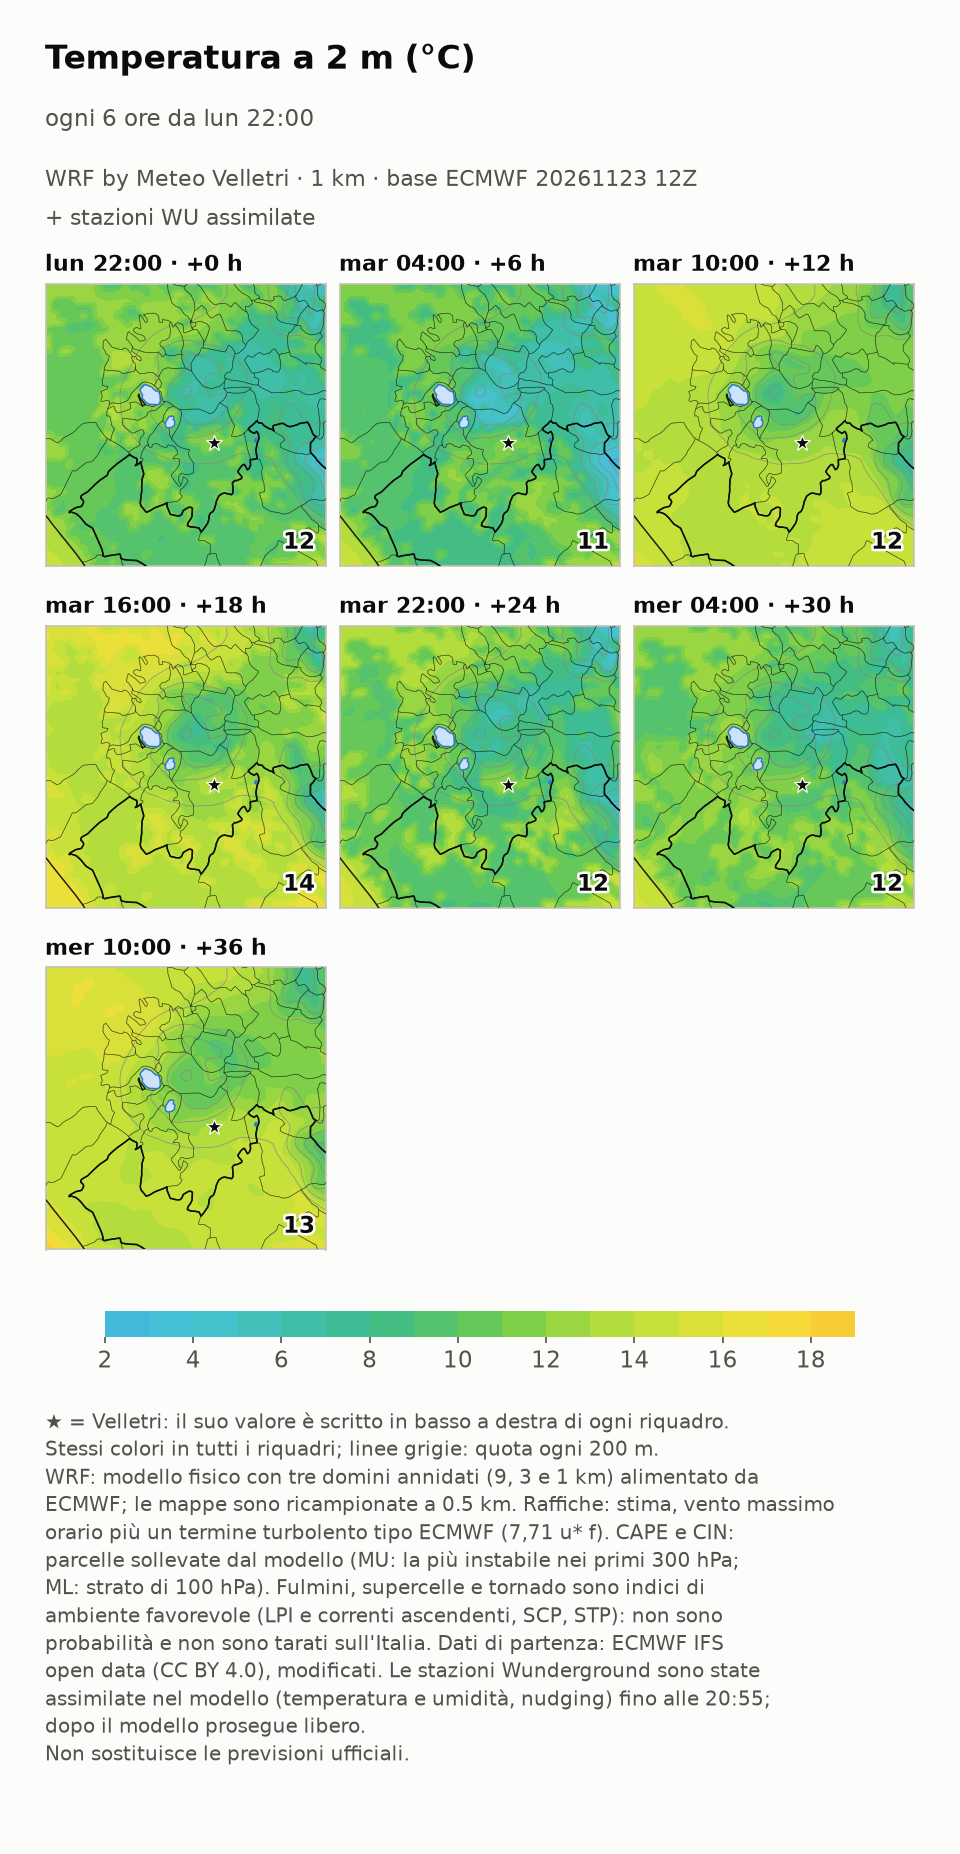 Temperatura a 2 m (°C)
ogni 6 ore da lun 22:00
WRF by Meteo Velletri · 1 km · base ECMWF 20261123 12Z
+ stazioni WU assimilate
lun 22:00 · +0 h
mar 04:00 · +6 h
mar 10:00 · +12 h
12
11
12
mar 16:00 · +18 h
mar 22:00 · +24 h
mer 04:00 · +30 h
14
12
12
mer 10:00 · +36 h
13
2 4 6 8 10 12 14 16 18
★ = Velletri: il suo valore è scritto in basso a destra di ogni riquadro.
Stessi colori in tutti i riquadri; linee grigie: quota ogni 200 m.
WRF: modello fisico con tre domini annidati (9, 3 e 1 km) alimentato da
ECMWF; le mappe sono ricampionate a 0.5 km. Raffiche: stima, vento massimo
orario più un termine turbolento tipo ECMWF (7,71 u* f). CAPE e CIN:
parcelle sollevate dal modello (MU: la più instabile nei primi 300 hPa;
ML: strato di 100 hPa). Fulmini, supercelle e tornado sono indici di
ambiente favorevole (LPI e correnti ascendenti, SCP, STP): non sono
probabilità e non sono tarati sull'Italia. Dati di partenza: ECMWF IFS
open data (CC BY 4.0), modificati. Le stazioni Wunderground sono state
assimilate nel modello (temperatura e umidità, nudging) fino alle 20:55;
dopo il modello prosegue libero.
Non sostituisce le previsioni ufficiali.